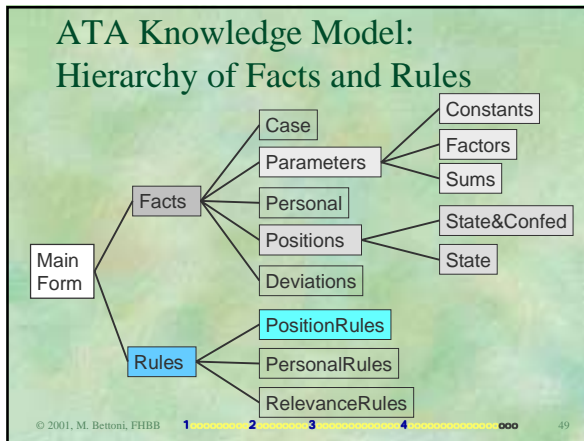 ATA Knowledge Model:
Hierarchy of Facts and Rules
Main
Form
Facts
Rules
Case
Parameters
Personal
Positions
Deviations
PositionRules
PersonalRules
RelevanceRules
Constants
Factors
Sums
State&Confed
State
© 2001, M. Bettoni, FHBB
1 2 3 4
49